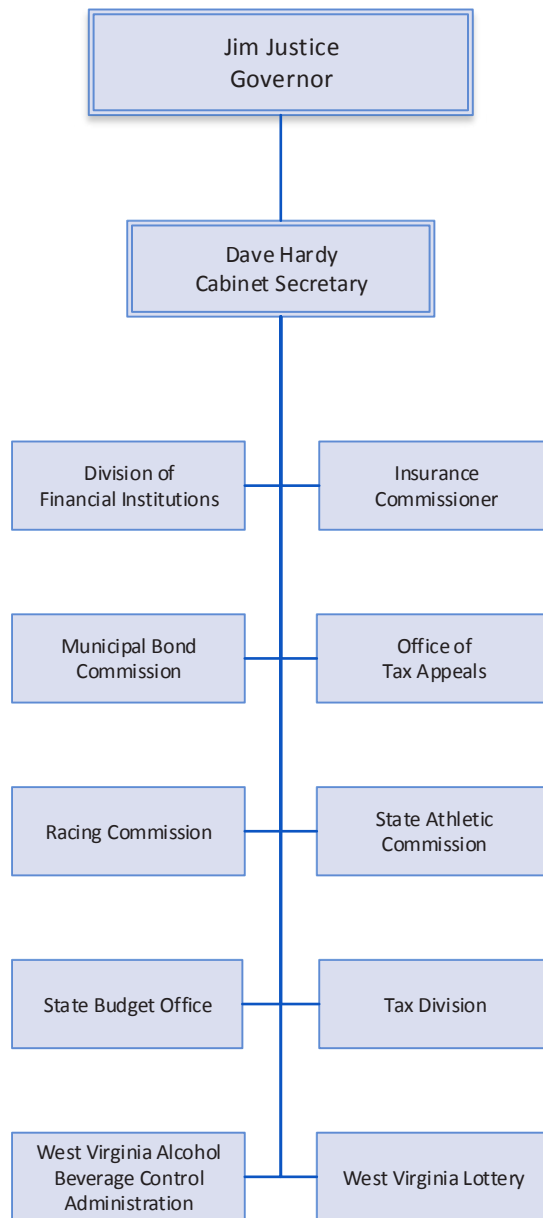 Jim Justice
Governor
Dave Hardy
Cabinet Secretary
Division of
Financial Institutions
Insurance
Commissioner
Municipal Bond
Commission
Office of
Tax Appeals
Racing Commission
State Athletic
Commission
State Budget Office
Tax Division
West Virginia Alcohol
Beverage Control
Administration
West Virginia Lottery